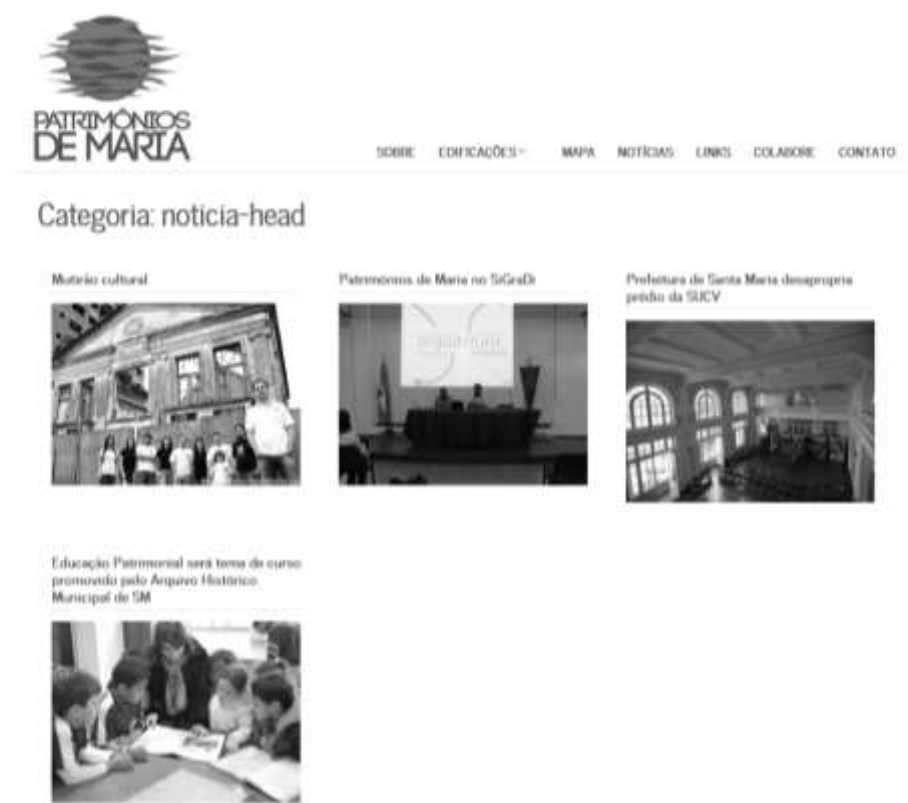 PATRIMÔNIOS
DE MARIA
SOBRE EDIFICAÇÕES MAPA NOTÍCIAS LINKS COLABORE CONTATO
Categoria: noticia-head
Mutirão cultural
Patrimônios de Maria no SiGraDi
Prefeitura de Santa Maria desapropria
prédio da SUCV
Educação Patrimonial será tema de curso
promovido pelo Arquivo Histórico
Municipal de SM